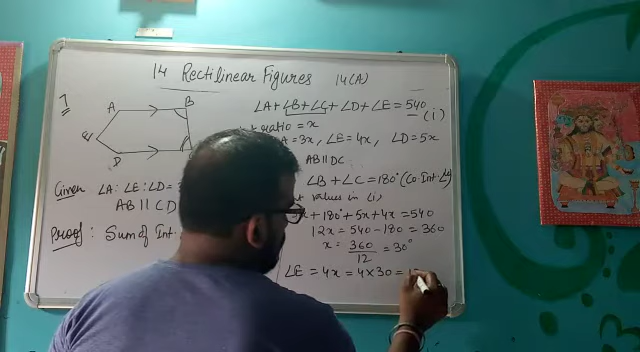 14 Rectilinear Figures 14(A)
7
A
B
E
D
Given ∠A: ∠E: ∠D=
AB || CD
Proof : Sum of Int.
∠A + ∠B + ∠C + ∠D + ∠E = 540
— (i)
ratio = x
= 3x, ∠E = 4x, ∠D = 5x
AB || DC
∠B + ∠C = 180° (Co. Int. ∠s)
values in (i)
+ 180° + 5x + 4x = 540
12x = 540 - 180 = 360
x = 360/12 = 30°
∠E = 4x = 4 × 30 =